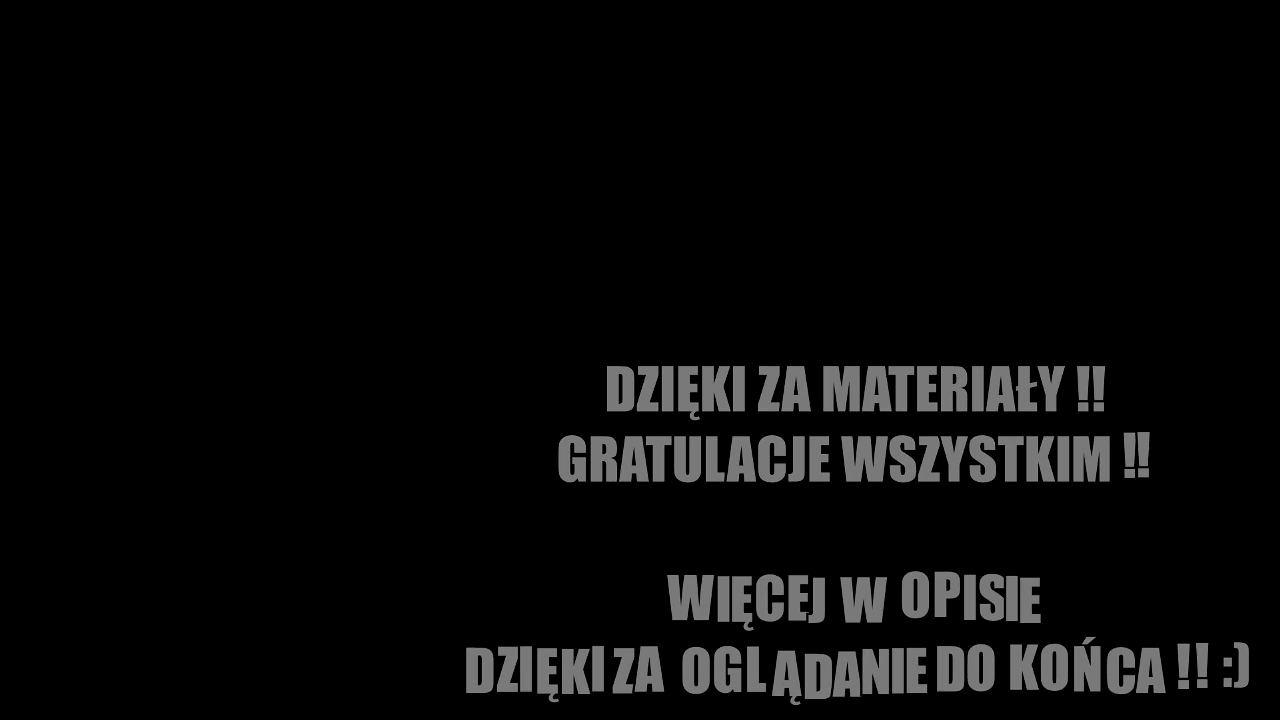 DZIĘKI ZA MATERIAŁY !!
GRATULACJE WSZYSTKIM !!
WIĘCEJ W OPISIE
DZIĘKI ZA OGLĄDANIE DO KOŃCA !! :)